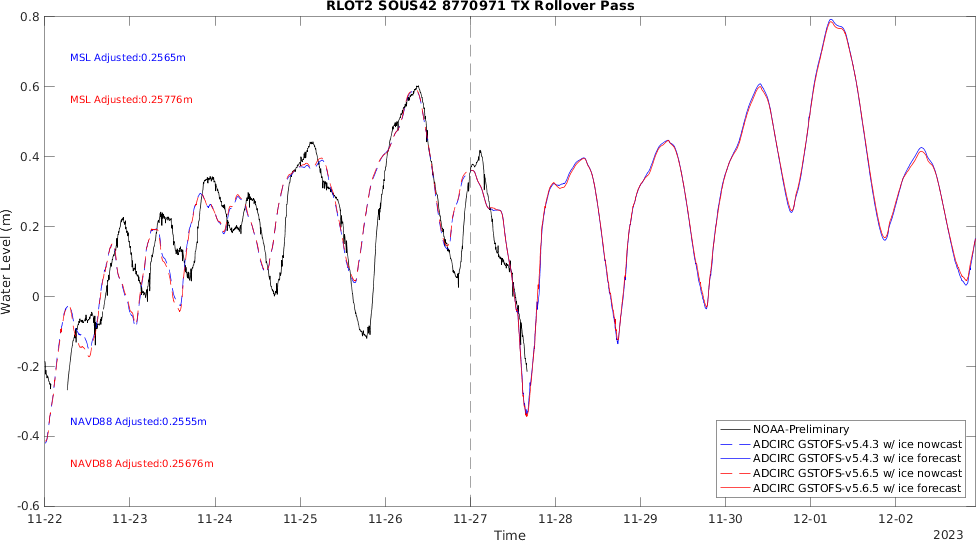 RLOT2 SOUS42 8770971 TX Rollover Pass
0.8
MSL Adjusted:0.2565m
0.6
MSL Adjusted:0.25776m
0.4
0.2
Water Level (m)
0
-0.2
-0.4
NAVD88 Adjusted:0.2555m
NAVD88 Adjusted:0.25676m
NOAA-Preliminary
ADCIRC GSTOFS-v5.4.3 w/ ice nowcast
ADCIRC GSTOFS-v5.4.3 w/ ice forecast
ADCIRC GSTOFS-v5.6.5 w/ ice nowcast
ADCIRC GSTOFS-v5.6.5 w/ ice forecast
-0.6
11-22 11-23 11-24 11-25 11-26 11-27 11-28 11-29 11-30 12-01 12-02
Time
2023